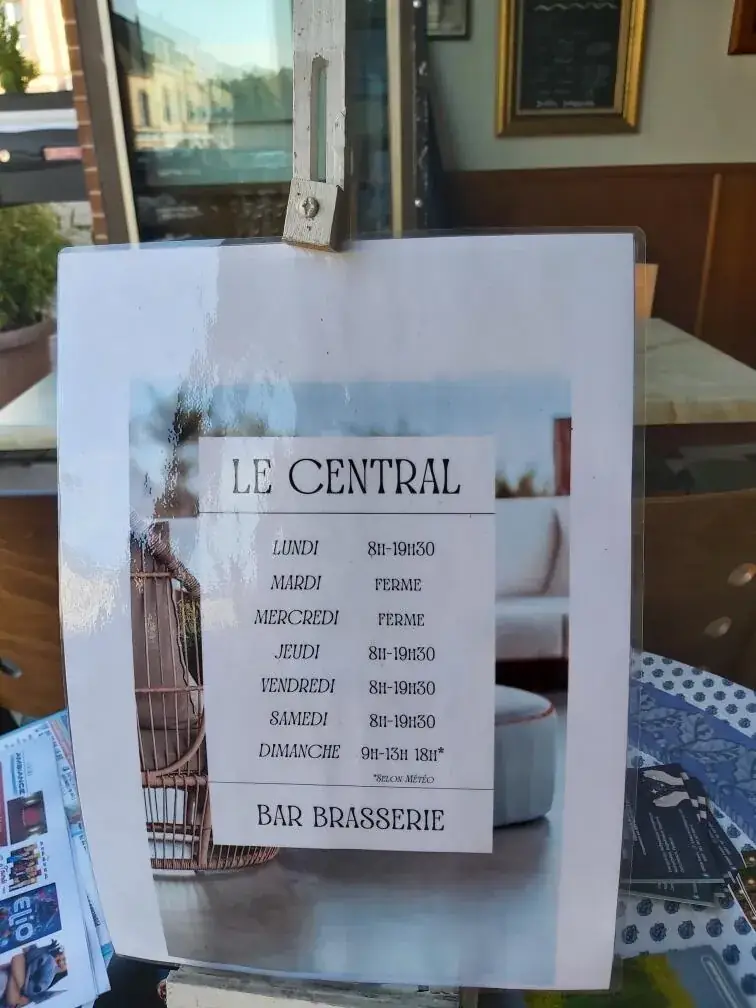 LE CENTRAL
LUNDI 8H-19H30
MARDI FERME
MERCREDI FERME
JEUDI 8H-19H30
VENDREDI 8H-19H30
SAMEDI 8H-19H30
DIMANCHE 9H-13H 18H*
*SELON MÉTÉO
BAR BRASSERIE
ELIO